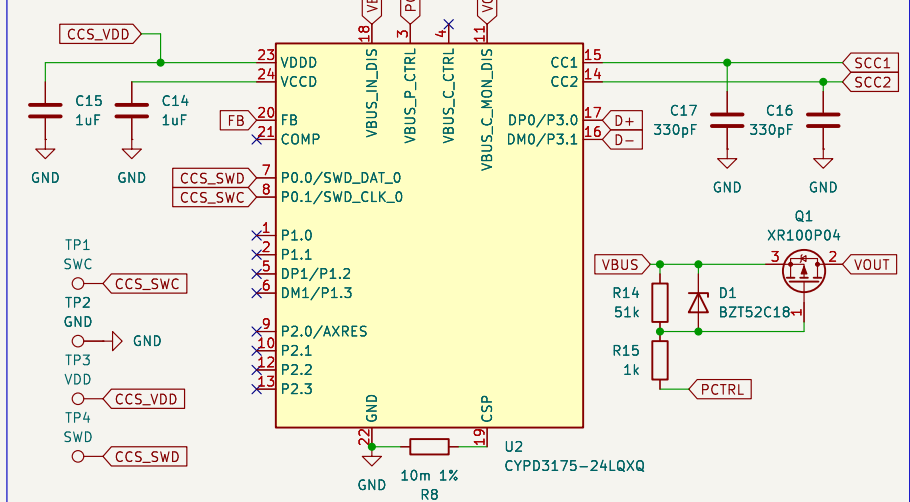 CCS_VDD
18
3
4
11
VBUS_IN_DIS
VBUS_P_CTRL
VBUS_C_CTRL
VBUS_C_MON_DIS
23 VDDD
24 VCCD
C15
1uF
C14
1uF
GND
GND
FB 20 FB
21 COMP
CCS_SWD 7 P0.0/SWD_DAT_0
CCS_SWC 8 P0.1/SWD_CLK_0
1 P1.0
2 P1.1
5 DP1/P1.2
6 DM1/P1.3
9 P2.0/AXRES
10 P2.1
12 P2.2
13 P2.3
CC1 15 SCC1
CC2 14 SCC2
DP0/P3.0 17 D+
DM0/P3.1 16 D-
C17
330pF
C16
330pF
GND
GND
Q1
XR100P04
VBUS 3 2 VOUT
1
R14
51k
D1
BZT52C18
R15
1k
PCTRL
TP1
SWC
CCS_SWC
TP2
GND
GND
TP3
VDD
CCS_VDD
TP4
SWD
CCS_SWD
GND
22
CSP
19
GND
10m 1%
R8
U2
CYPD3175-24LQXQ